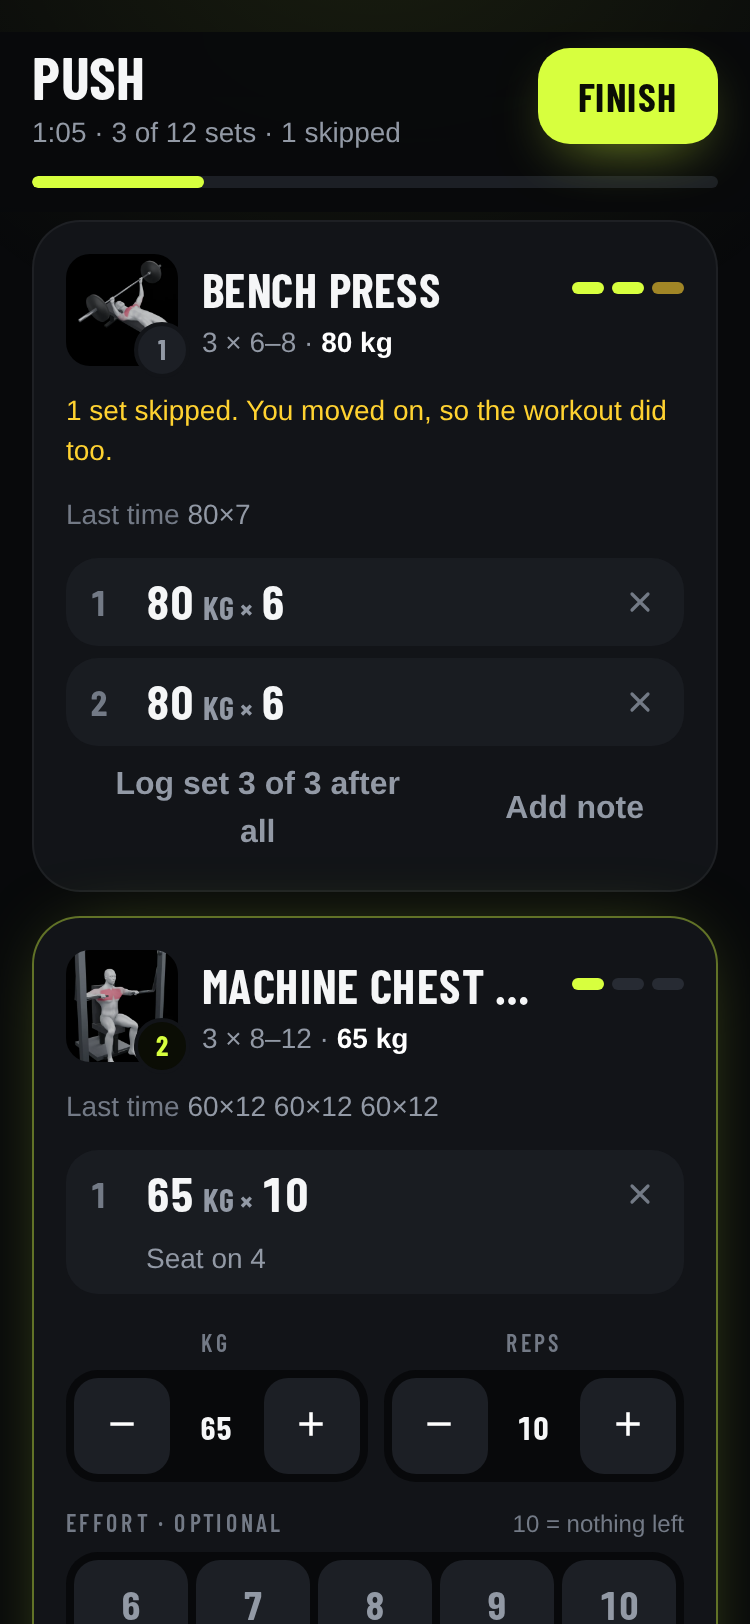 PUSH
FINISH
1:05 · 3 of 12 sets · 1 skipped
BENCH PRESS
1
3 × 6–8 · 80 kg
1 set skipped. You moved on, so the workout did
too.
Last time 80×7
1 80 KG × 6 ×
2 80 KG × 6 ×
Log set 3 of 3 after
all
Add note
MACHINE CHEST ...
2
3 × 8–12 · 65 kg
Last time 60×12 60×12 60×12
1 65 KG × 10 ×
Seat on 4
KG REPS
− 65 + − 10 +
EFFORT · OPTIONAL 10 = nothing left
6 7 8 9 10